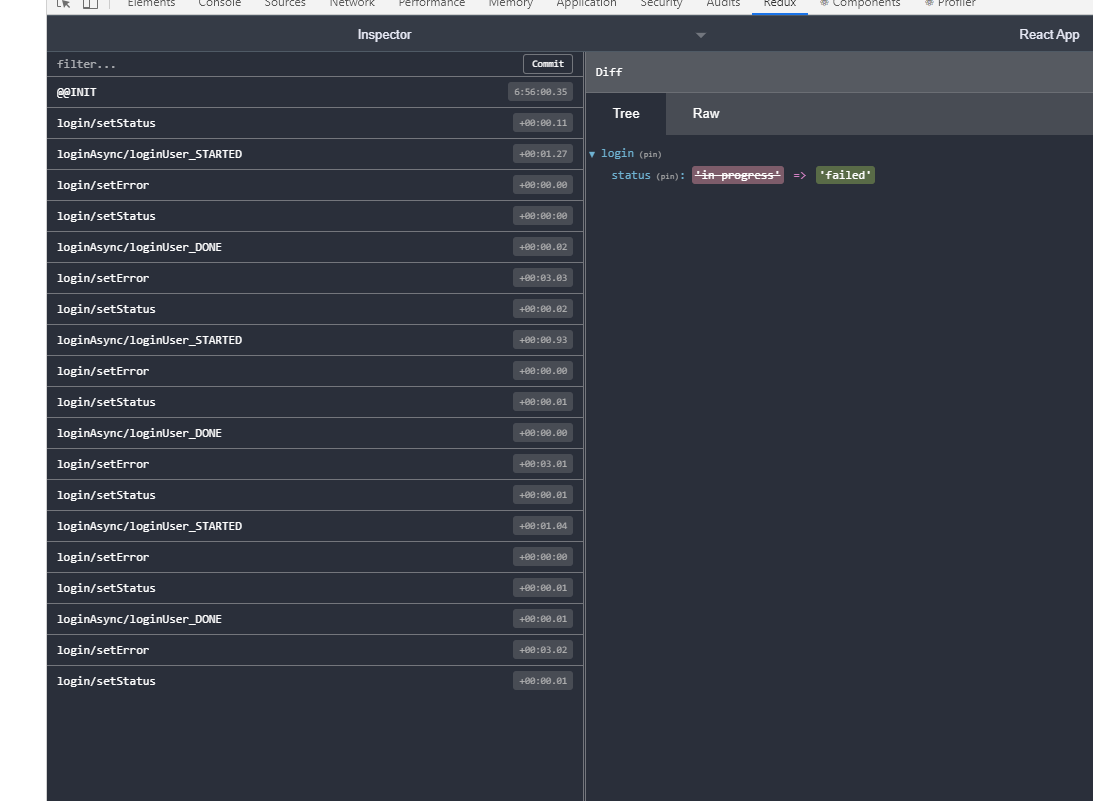 Elements Console Sources Network Performance Memory Application Security Audits Redux Components Profiler
Inspector React App
filter... Commit
@@INIT 6:56:00.35
login/setStatus +00:00.11
loginAsync/loginUser_STARTED +00:01.27
login/setError +00:00.00
login/setStatus +00:00:00
loginAsync/loginUser_DONE +00:00.02
login/setError +00:03.03
login/setStatus +00:00.02
loginAsync/loginUser_STARTED +00:00.93
login/setError +00:00.00
login/setStatus +00:00.01
loginAsync/loginUser_DONE +00:00.00
login/setError +00:03.01
login/setStatus +00:00.01
loginAsync/loginUser_STARTED +00:01.04
login/setError +00:00:00
login/setStatus +00:00.01
loginAsync/loginUser_DONE +00:00.01
login/setError +00:03.02
login/setStatus +00:00.01
Diff
Tree Raw
login (pin)
status (pin): 'in progress' => 'failed'